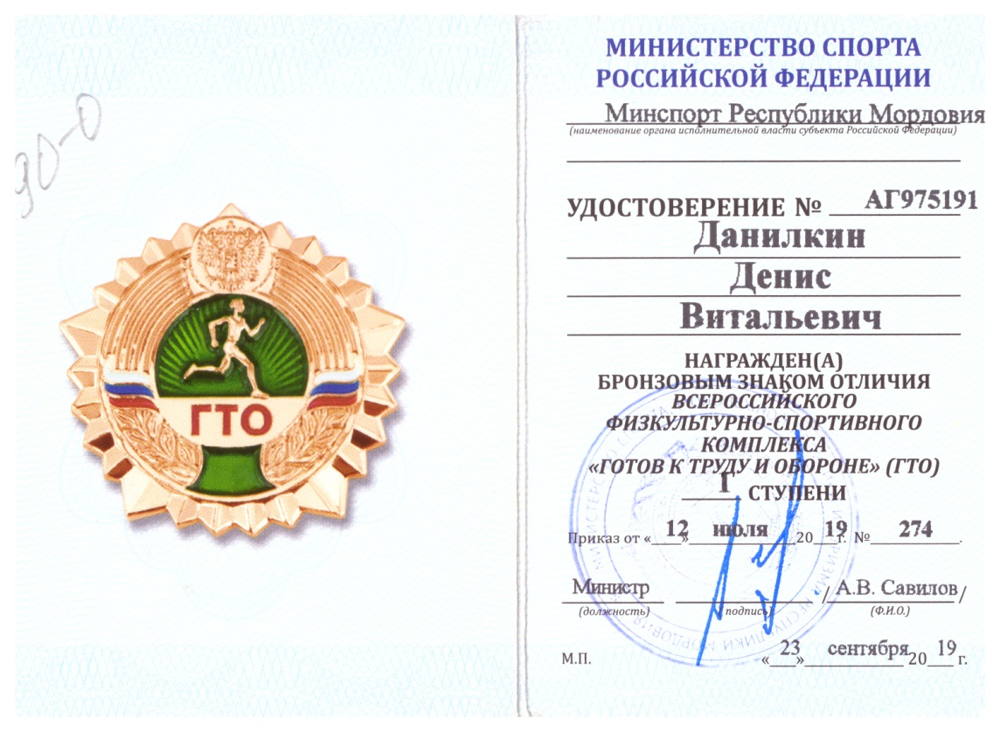 ГТО
МИНИСТЕРСТВО СПОРТА
РОССИЙСКОЙ ФЕДЕРАЦИИ
Минспорт Республики Мордовия
(наименование органа исполнительной власти субъекта Российской Федерации)
УДОСТОВЕРЕНИЕ № АГ975191
Данилкин
Денис
Витальевич
НАГРАЖДЕН(А)
БРОНЗОВЫМ ЗНАКОМ ОТЛИЧИЯ
ВСЕРОССИЙСКОГО
ФИЗКУЛЬТУРНО-СПОРТИВНОГО
КОМПЛЕКСА
«ГОТОВ К ТРУДУ И ОБОРОНЕ» (ГТО)
I СТУПЕНИ
Приказ от «12» июля 2019 г. № 274.
Министр / А.В. Савилов /
(должность) (подпись) (Ф.И.О.)
М.П. «23» сентября 2019 г.